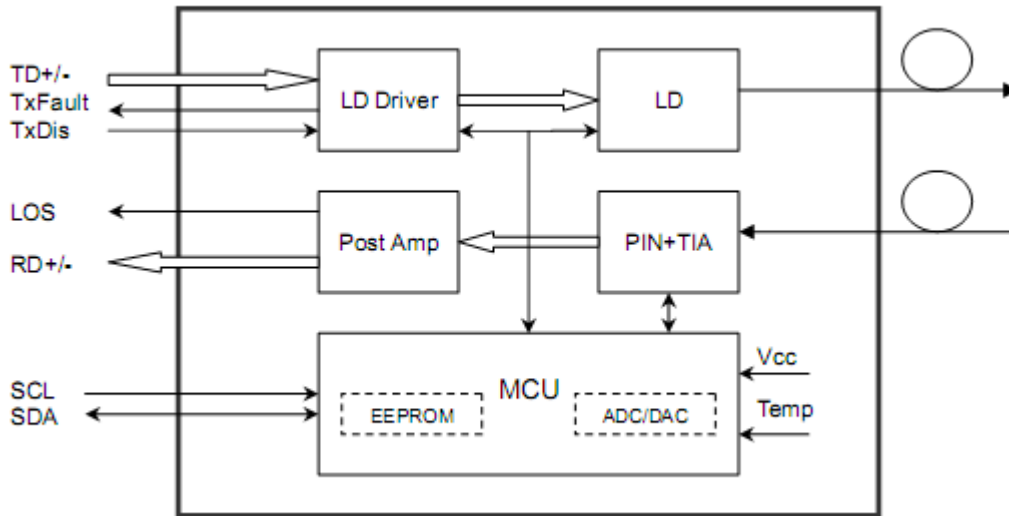 TD+/-
TxFault
TxDis
LD Driver
LD
LOS
RD+/-
Post Amp
PIN+TIA
SCL
SDA
MCU
EEPROM
ADC/DAC
Vcc
Temp